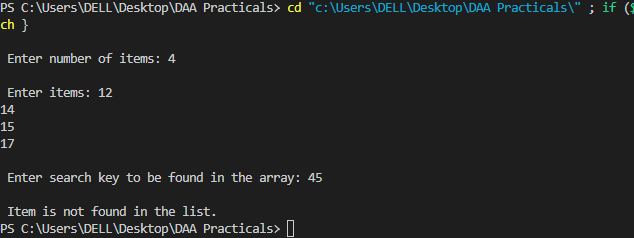 PS C:\Users\DELL\Desktop\DAA Practicals> cd "c:\Users\DELL\Desktop\DAA Practicals\" ; if ($
ch }
Enter number of items: 4
Enter items: 12
14
15
17
Enter search key to be found in the array: 45
Item is not found in the list.
PS C:\Users\DELL\Desktop\DAA Practicals>